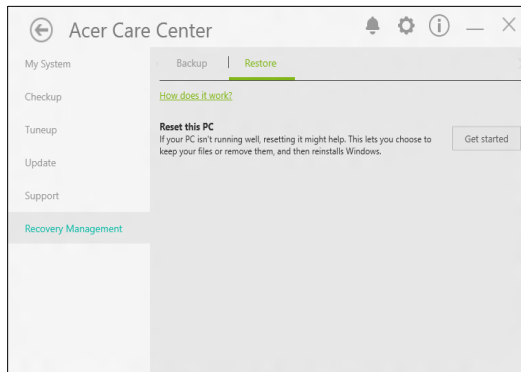 Acer Care Center
My System
Checkup
Tuneup
Update
Support
Recovery Management
Backup
Restore
How does it work?
Reset this PC
If your PC isn't running well, resetting it might help. This lets you choose to
keep your files or remove them, and then reinstalls Windows.
Get started